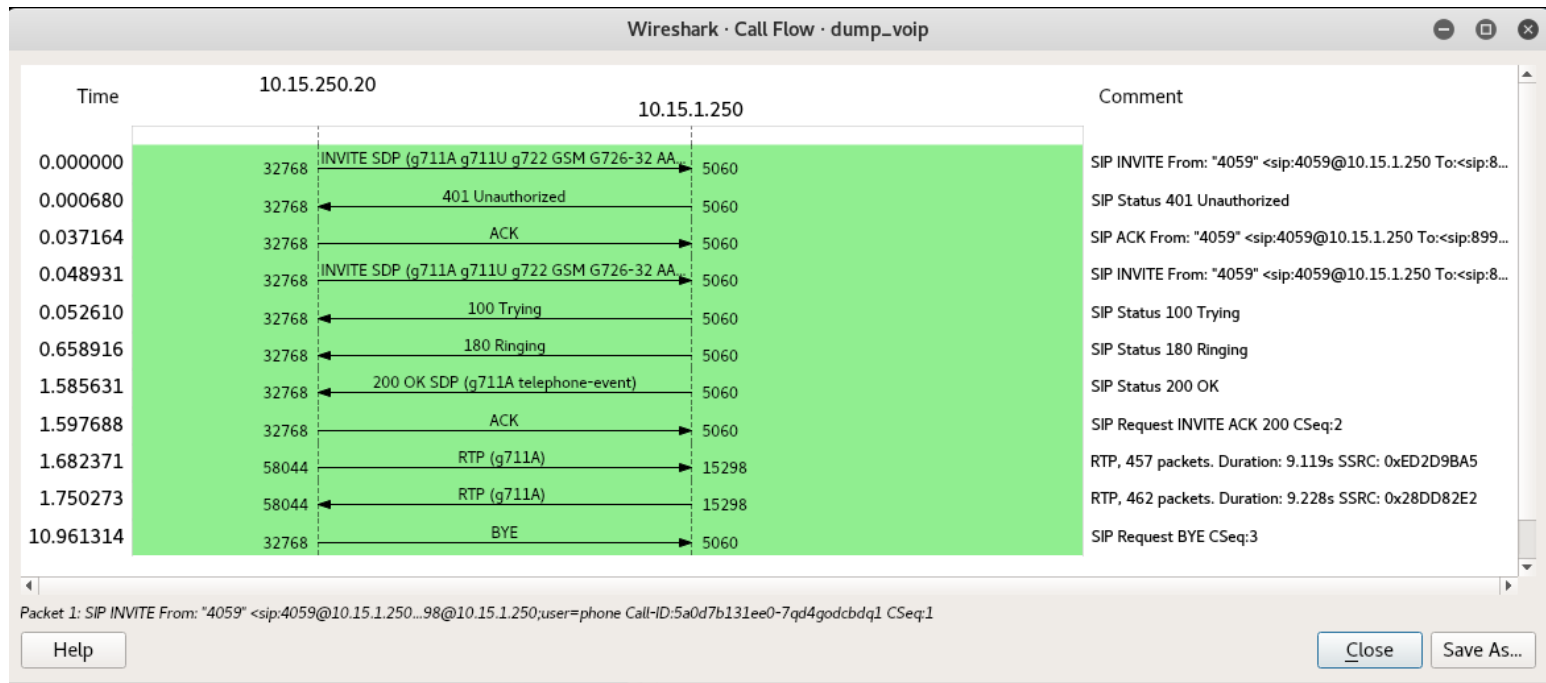 Wireshark · Call Flow · dump_voip
Time 10.15.250.20 10.15.1.250 Comment
0.000000 32768 INVITE SDP (g711A g711U g722 GSM G726-32 AA... 5060 SIP INVITE From: "4059" <sip:4059@10.15.1.250 To:<sip:8...
0.000680 32768 401 Unauthorized 5060 SIP Status 401 Unauthorized
0.037164 32768 ACK 5060 SIP ACK From: "4059" <sip:4059@10.15.1.250 To:<sip:899...
0.048931 32768 INVITE SDP (g711A g711U g722 GSM G726-32 AA... 5060 SIP INVITE From: "4059" <sip:4059@10.15.1.250 To:<sip:8...
0.052610 32768 100 Trying 5060 SIP Status 100 Trying
0.658916 32768 180 Ringing 5060 SIP Status 180 Ringing
1.585631 32768 200 OK SDP (g711A telephone-event) 5060 SIP Status 200 OK
1.597688 32768 ACK 5060 SIP Request INVITE ACK 200 CSeq:2
1.682371 58044 RTP (g711A) 15298 RTP, 457 packets. Duration: 9.119s SSRC: 0xED2D9BA5
1.750273 58044 RTP (g711A) 15298 RTP, 462 packets. Duration: 9.228s SSRC: 0x28DD82E2
10.961314 32768 BYE 5060 SIP Request BYE CSeq:3
Packet 1: SIP INVITE From: "4059" <sip:4059@10.15.1.250...98@10.15.1.250;user=phone Call-ID:5a0d7b131ee0-7qd4godcbdq1 CSeq:1
Help Close Save As...